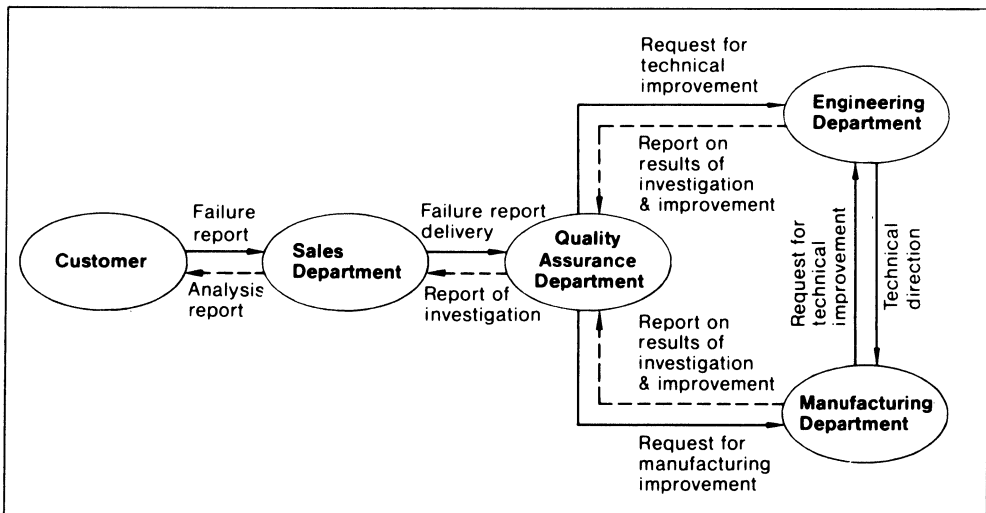 Request for
technical
improvement
Engineering
Department
Report on
results of
investigation
& improvement
Failure
report
Failure report
delivery
Customer
Sales
Department
Quality
Assurance
Department
Analysis
report
Report of
investigation
Request for
technical
improvement
Technical
direction
Report on
results of
investigation
& improvement
Manufacturing
Department
Request for
manufacturing
improvement